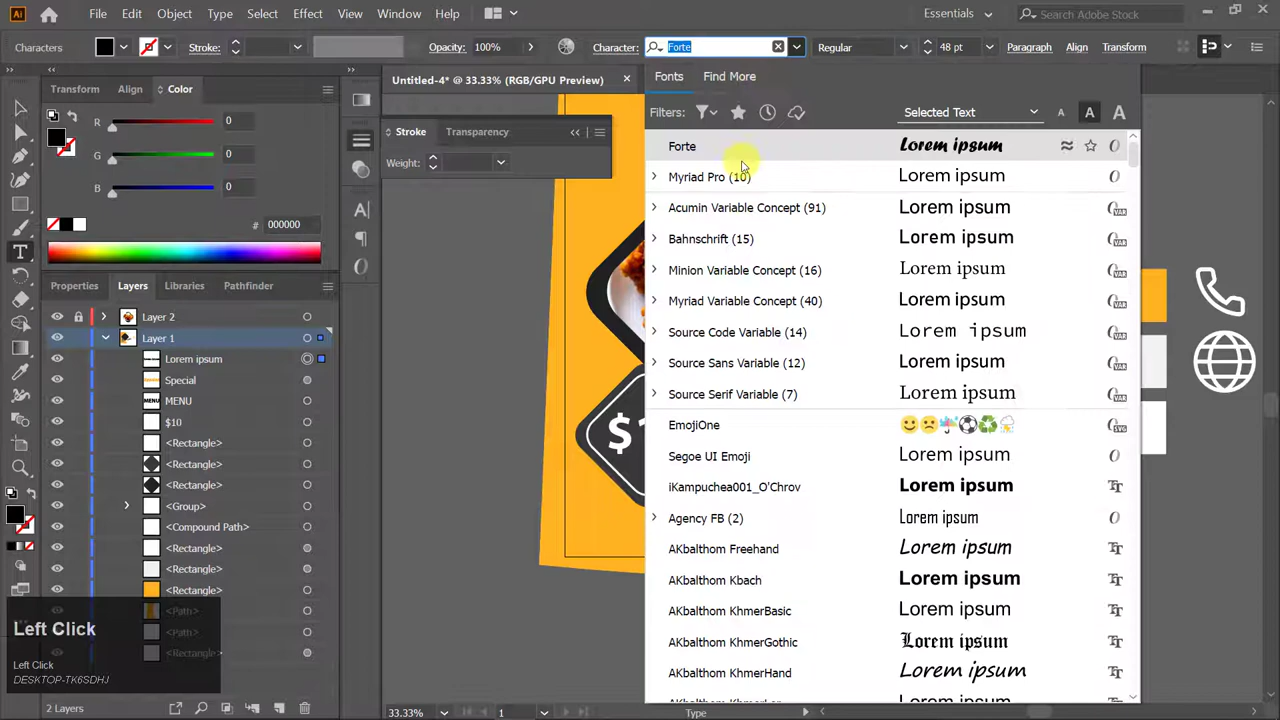 Ai File Edit Object Type Select Effect View Window Help Essentials Search Adobe Stock
Characters Stroke: Opacity: 100% Character: Forte Regular 48 pt Paragraph Align Transform
Transform Align Color
Untitled-4* @ 33.33% (RGB/GPU Preview)
Fonts Find More
R 0
G 0
B 0
# 000000
Stroke Transparency
Weight:
Filters: Selected Text A A A
Forte Lorem ipsum
Myriad Pro (10) Lorem ipsum
Acumin Variable Concept (91) Lorem ipsum
Bahnschrift (15) Lorem ipsum
Minion Variable Concept (16) Lorem ipsum
Myriad Variable Concept (40) Lorem ipsum
Source Code Variable (14) Lorem ipsum
Source Sans Variable (12) Lorem ipsum
Source Serif Variable (7) Lorem ipsum
EmojiOne
Segoe UI Emoji Lorem ipsum
iKampuchea001_O'Chrov Lorem ipsum
Agency FB (2) Lorem ipsum
AKbalthom Freehand Lorem ipsum
AKbalthom Kbach Lorem ipsum
AKbalthom KhmerBasic Lorem ipsum
AKbalthom KhmerGothic Lorem ipsum
AKbalthom KhmerHand Lorem ipsum
Properties Layers Libraries Pathfinder
Layer 2
Layer 1
Lorem ipsum
Special
MENU MENU
$10
<Rectangle>
<Rectangle>
<Rectangle>
<Group>
<Compound Path>
<Rectangle>
<Rectangle>
<Rectangle>
<Path>
<Path>
<Rectangle>
$1
Left Click
Left Click
DESKTOP-TK6SDHJ
2 Layers
33.33% 1 Type